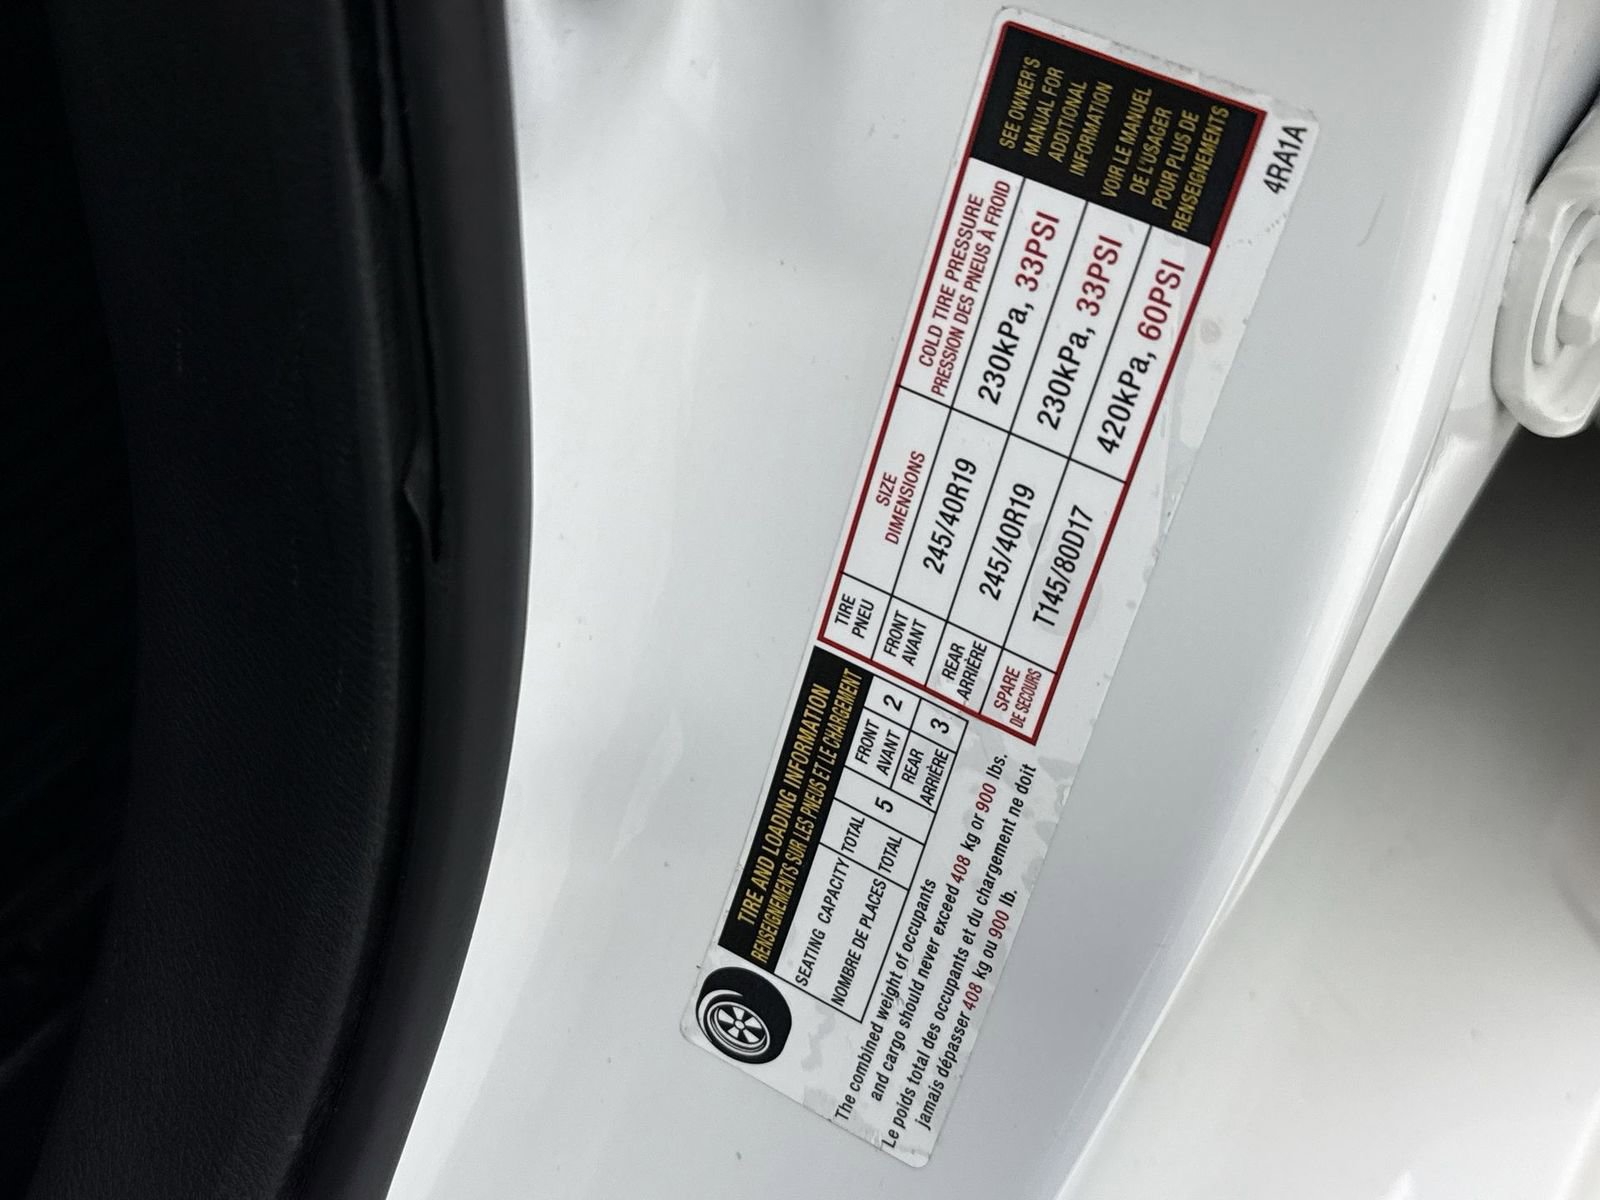 TIRE AND LOADING INFORMATION
RENSEIGNEMENTS SUR LES PNEUS ET LE CHARGEMENT
SEATING CAPACITY TOTAL 5 FRONT AVANT 2
NOMBRE DE PLACES TOTAL REAR ARRIÈRE 3
The combined weight of occupants
and cargo should never exceed 408 kg or 900 lbs.
Le poids total des occupants et du chargement ne doit
jamais dépasser 408 kg ou 900 lb.
TIRE
PNEU
SIZE
DIMENSIONS
COLD TIRE PRESSURE
PRESSION DES PNEUS À FROID
FRONT
AVANT
245/40R19
230kPa, 33PSI
REAR
ARRIÈRE
245/40R19
230kPa, 33PSI
SPARE
DE SECOURS
T145/80D17
420kPa, 60PSI
SEE OWNER'S
MANUAL FOR
ADDITIONAL
INFORMATION
VOIR LE MANUEL
DE L'USAGER
POUR PLUS DE
RENSEIGNEMENTS
4RA1A